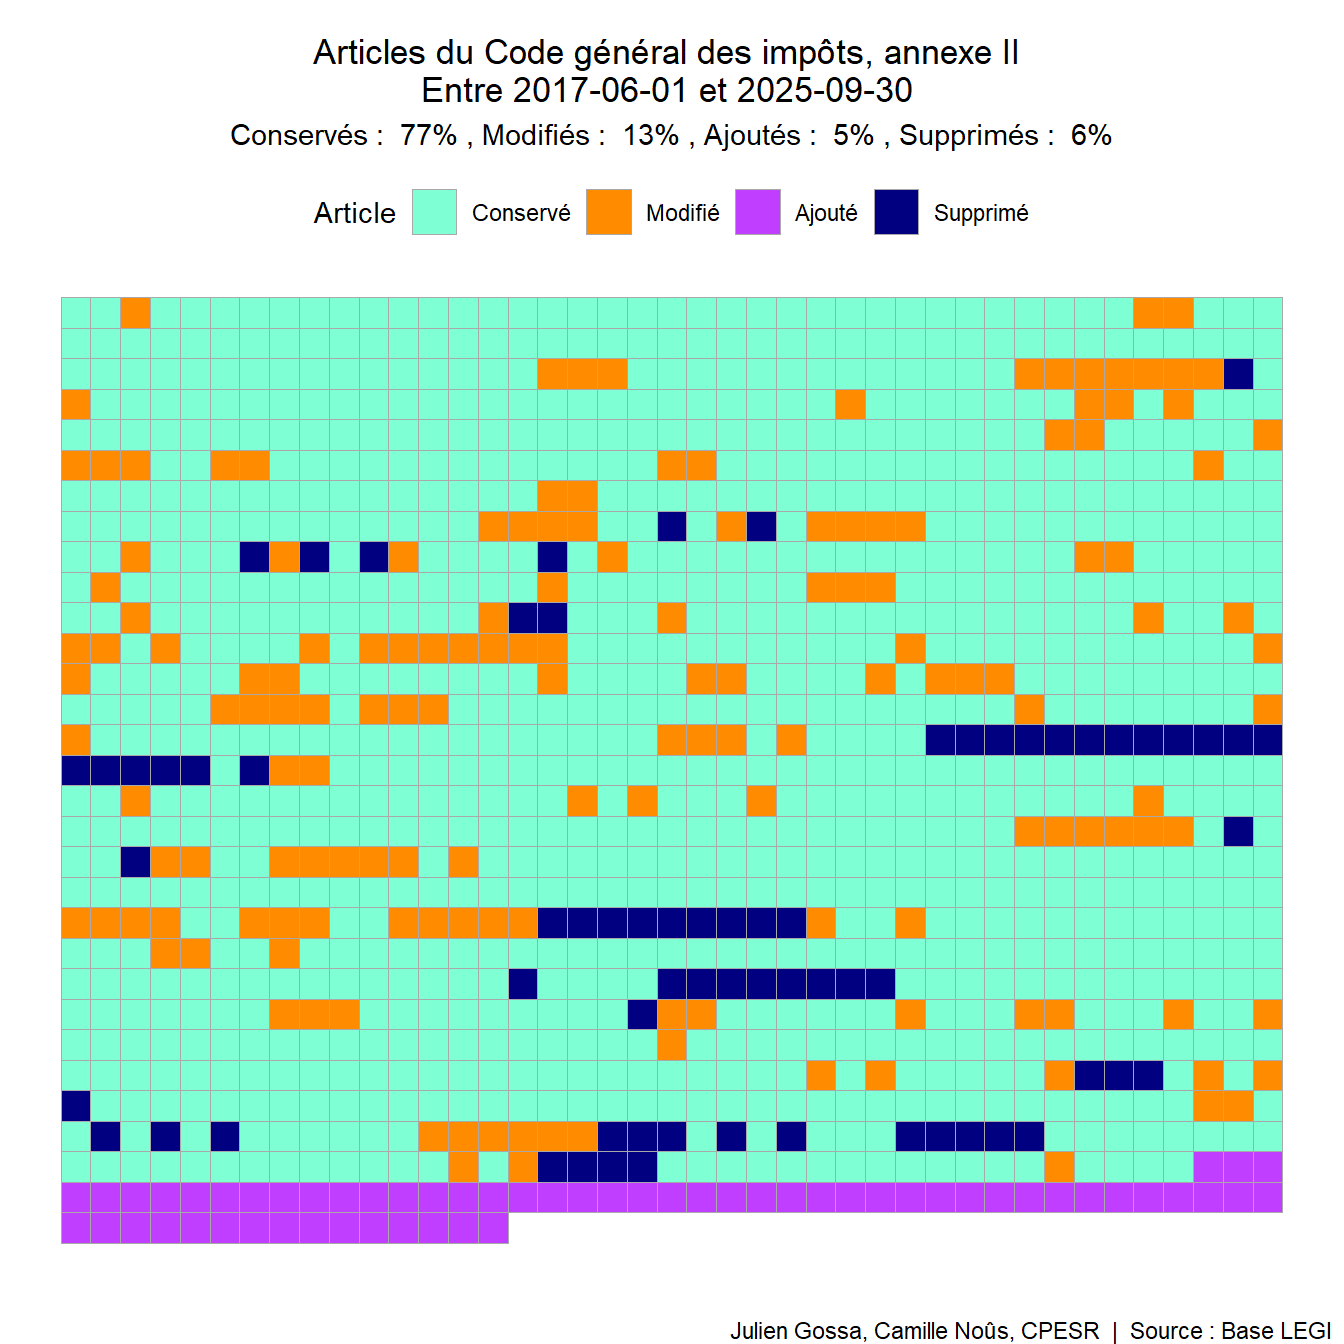 Articles du Code général des impôts, annexe II
Entre 2017-06-01 et 2025-09-30
Conservés :  77% , Modifiés :  13% , Ajoutés :  5% , Supprimés :  6%
Article Conservé Modifié Ajouté Supprimé
Julien Gossa, Camille Noûs, CPESR | Source : Base LEGI